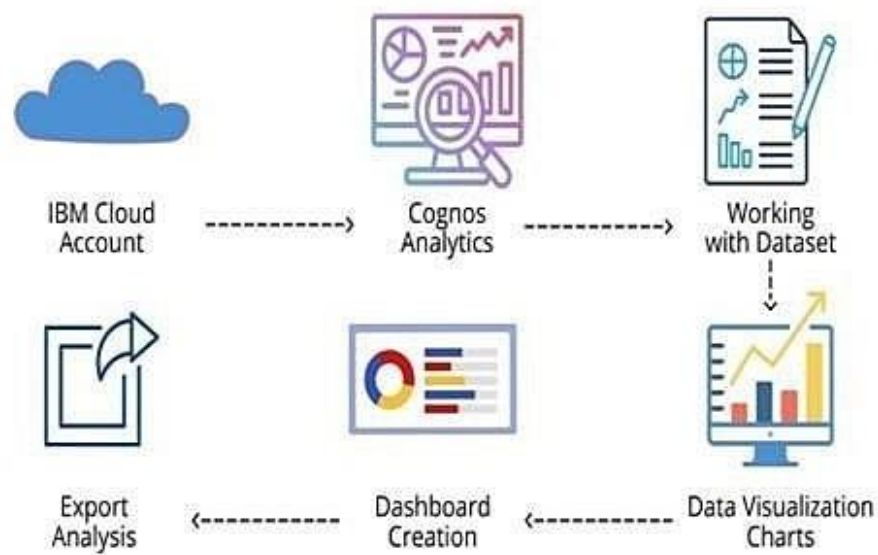 IBM Cloud
Account
Cognos
Analytics
Working
with Dataset
Data Visualization
Charts
Dashboard
Creation
Export
Analysis